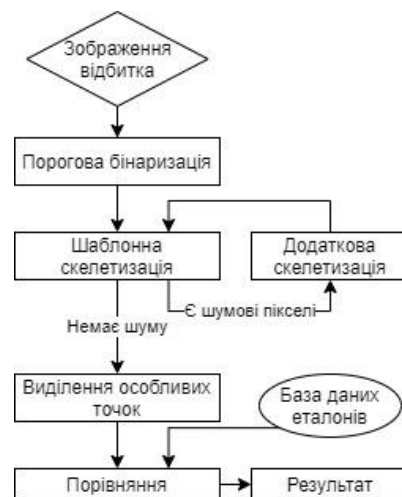 Зображення
відбитка
Порогова бінаризація
Шаблонна
скелетизація
Додаткова
скелетизація
Є шумові пікселі
Немає шуму
Виділення особливих
точок
База даних
еталонів
Порівняння
Результат